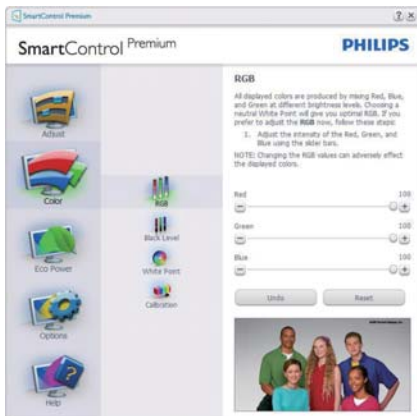 SmartControl Premium
SmartControl Premium
PHILIPS
Adjust
Color
Eco Power
Options
Help
RGB
Black Level
White Point
Calibration
RGB
All displayed colors are produced by mixing Red, Blue,
and Green at different brightness levels. Choosing a
neutral White Point will give you optimal RGB. If you
prefer to adjust the RGB now, follow these steps:
1. Adjust the intensity of the Red, Green, and
Blue using the slider bars.
NOTE: Changing the RGB values can adversely effect
the displayed colors.
Red 100
Green 100
Blue 100
Undo Reset